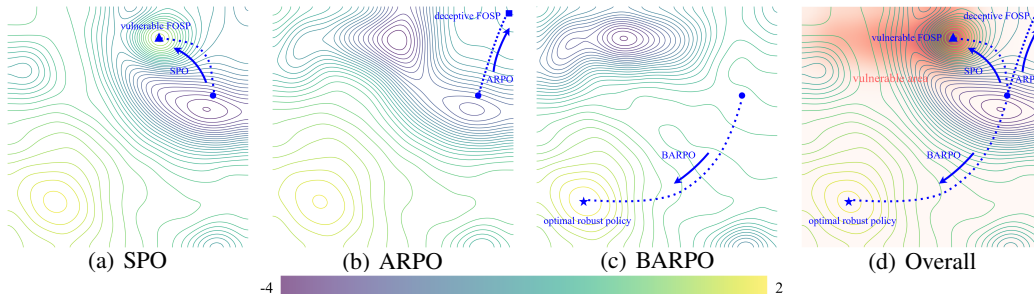 vulnerable FOSP
SPO
deceptive FOSP
ARPO
BARPO
optimal robust policy
deceptive FOSP
vulnerable FOSP
SPO
ARPO
vulnerable area
BARPO
optimal robust policy
(a) SPO
(b) ARPO
(c) BARPO
(d) Overall
-4
2